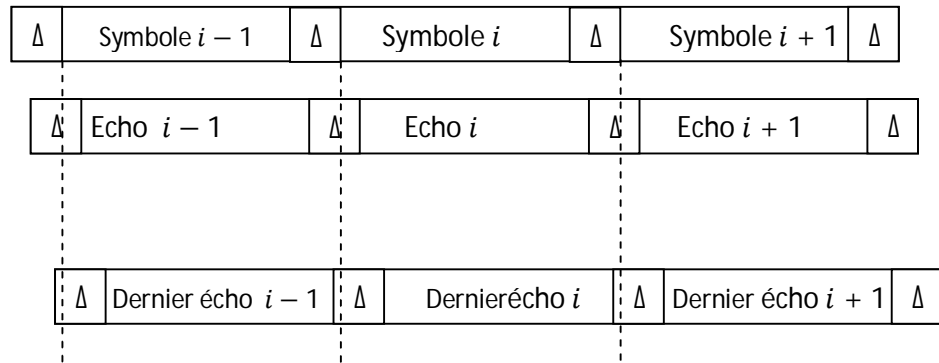 Δ Symbole i − 1 Δ Symbole i Δ Symbole i + 1 Δ
Δ Echo i − 1 Δ Echo i Δ Echo i + 1 Δ
Δ Dernier écho i − 1 Δ Dernierécho i Δ Dernier écho i + 1 Δ